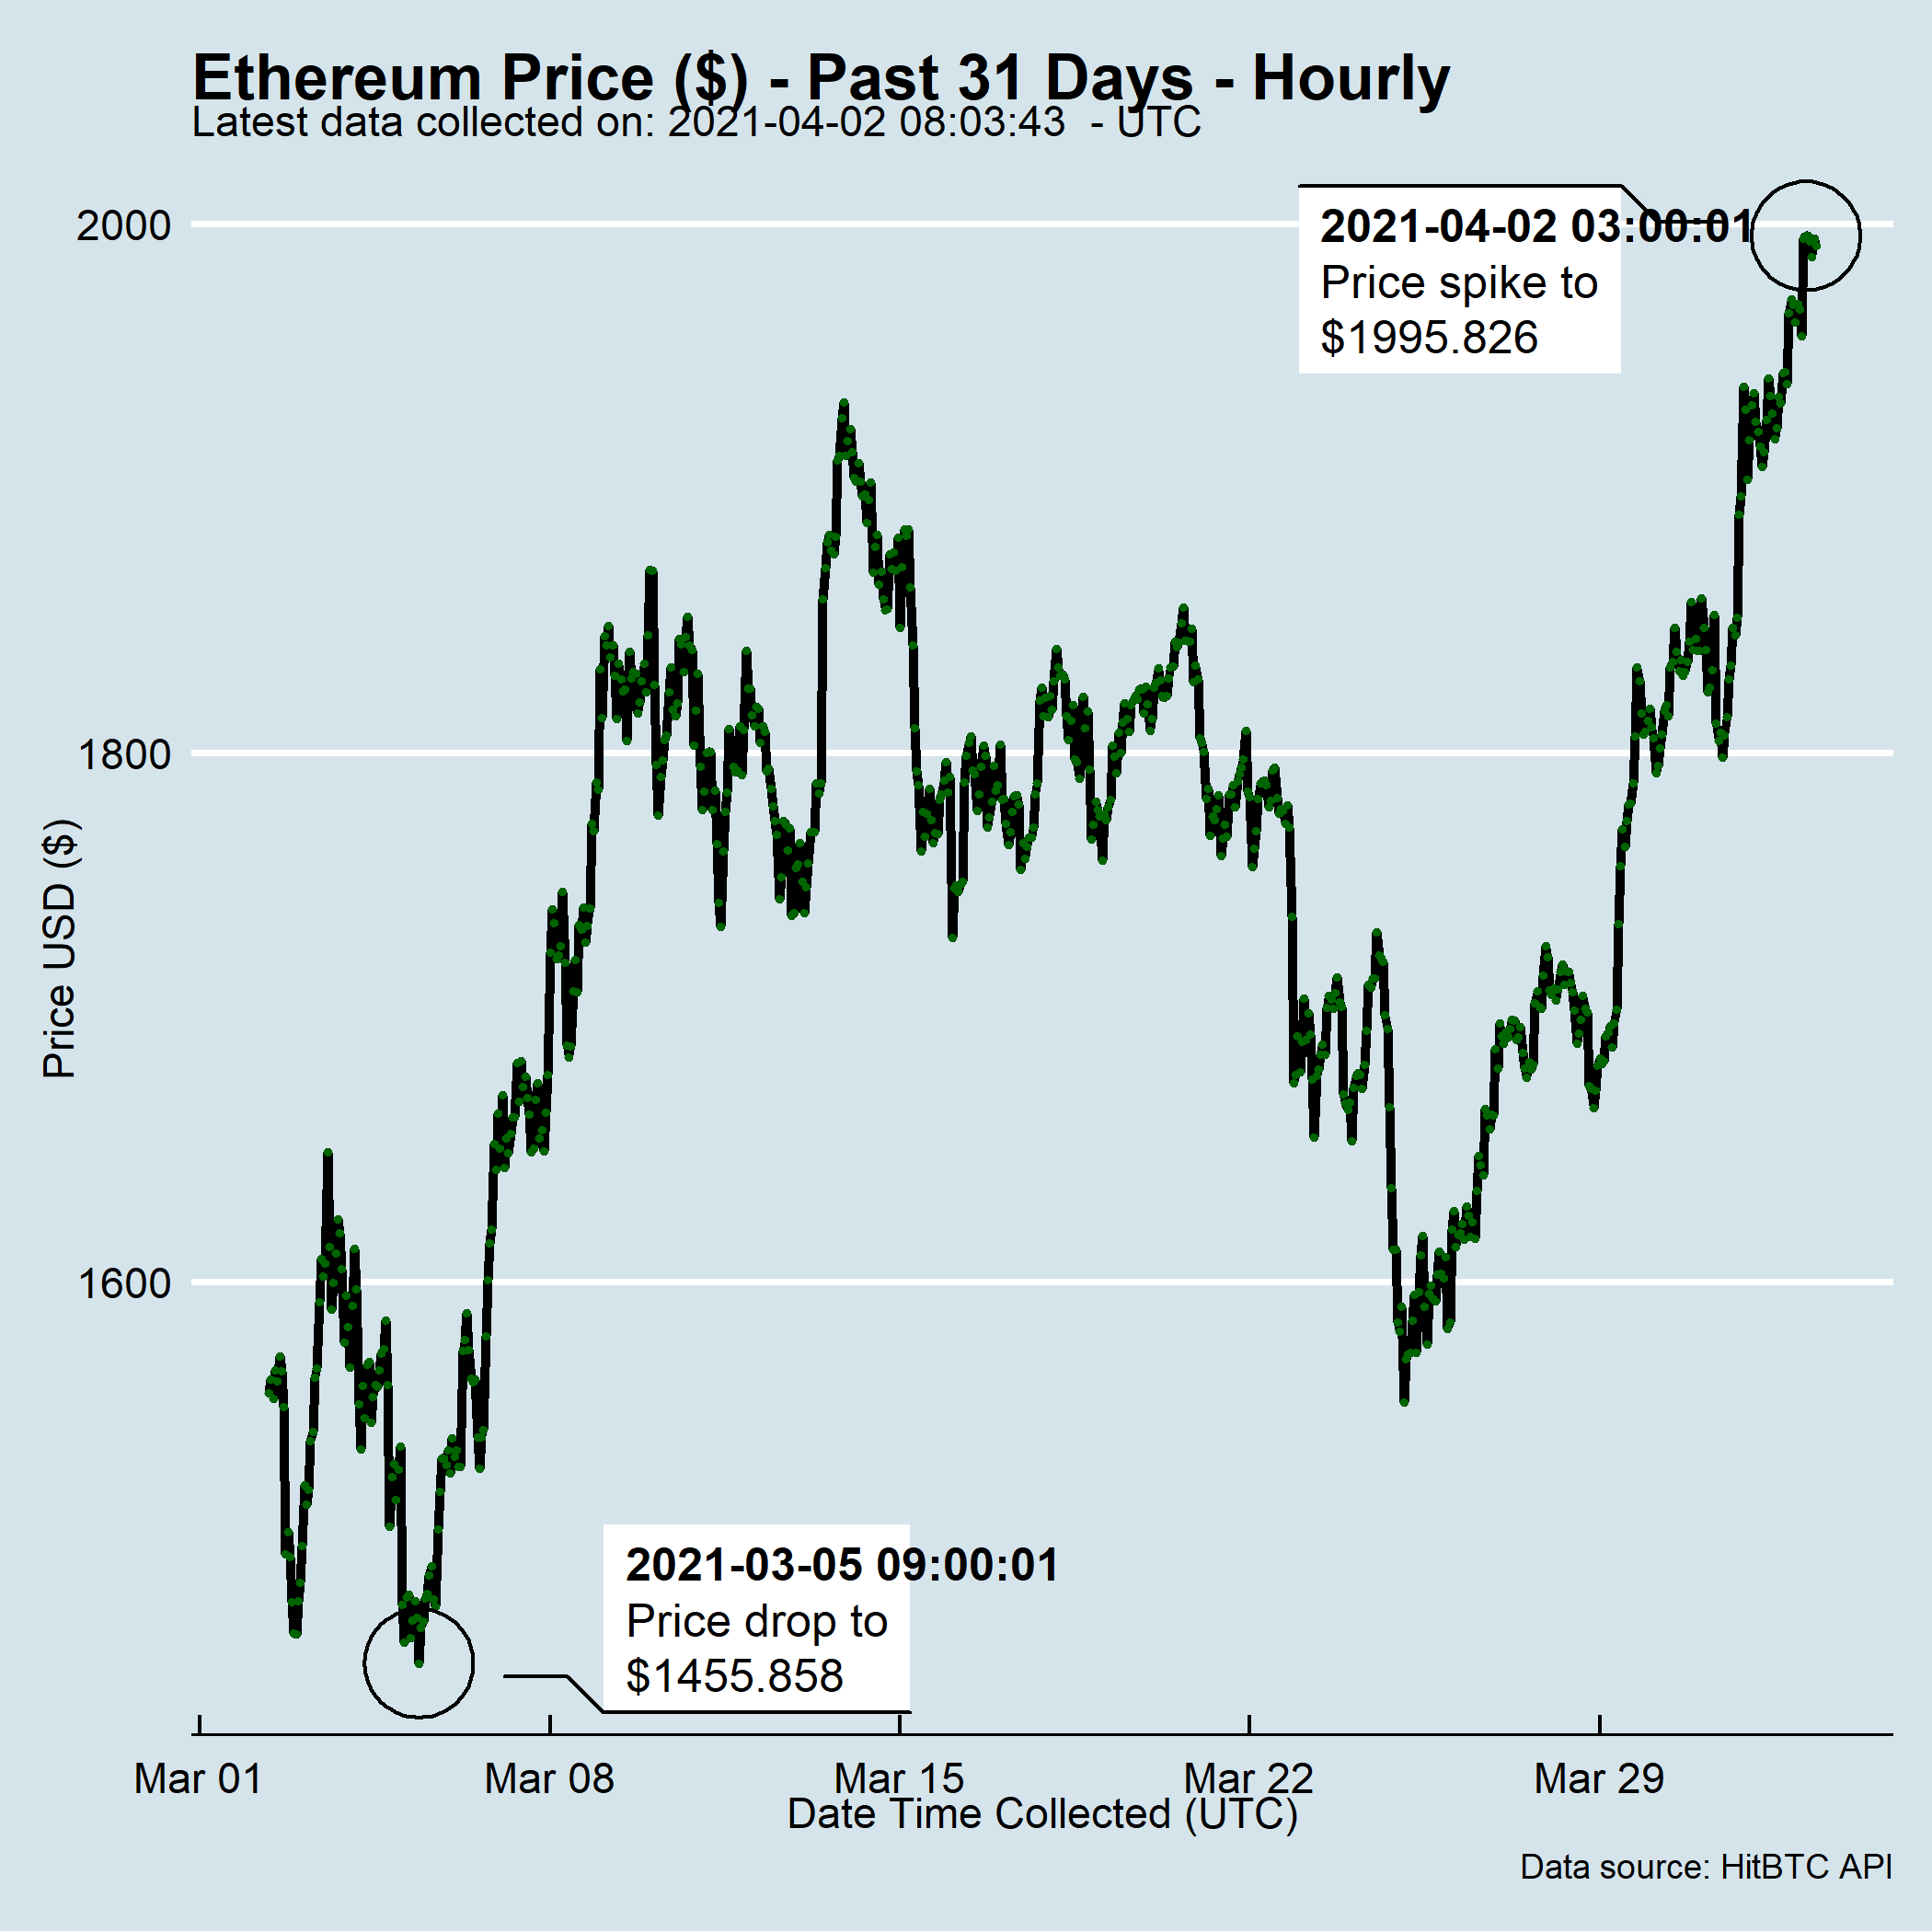 Ethereum Price ($) - Past 31 Days - Hourly
Latest data collected on: 2021-04-02 08:03:43  - UTC
2000
2021-04-02 03:00:01
Price spike to
$1995.826
1800
Price USD ($)
1600
2021-03-05 09:00:01
Price drop to
$1455.858
Mar 01
Mar 08
Mar 15
Mar 22
Mar 29
Date Time Collected (UTC)
Data source: HitBTC API